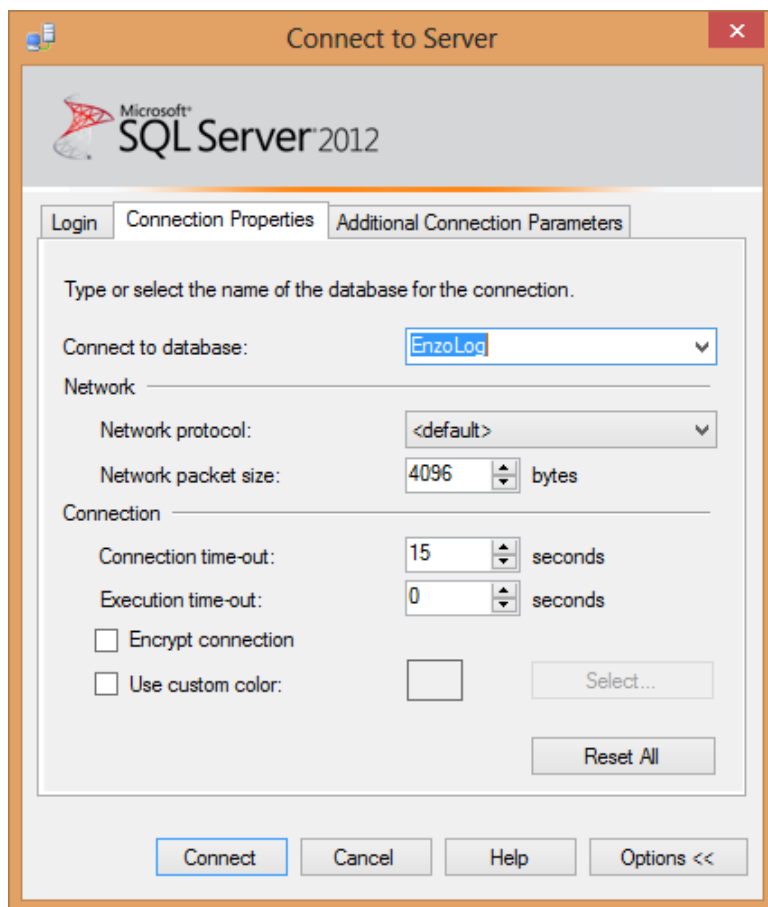 Connect to Server
Microsoft®
SQL Server® 2012
Login Connection Properties Additional Connection Parameters
Type or select the name of the database for the connection.
Connect to database: EnzoLog
Network
Network protocol: <default>
Network packet size: 4096 bytes
Connection
Connection time-out: 15 seconds
Execution time-out: 0 seconds
Encrypt connection
Use custom color: Select...
Reset All
Connect Cancel Help Options <<